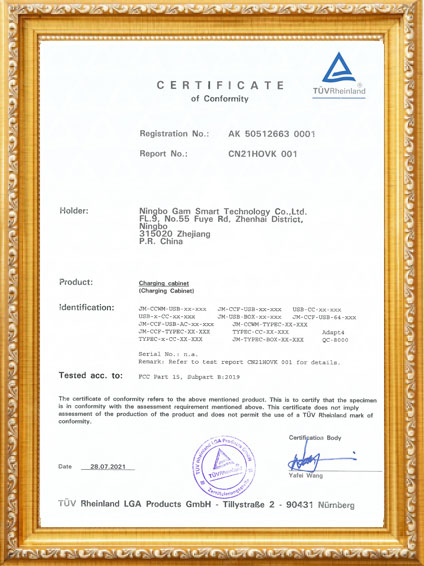 CERTIFICATE
of Conformity
TÜVRheinland
Registration No.: AK 50512663 0001
Report No.: CN21HOVK 001
Holder: Ningbo Gam Smart Technology Co.,Ltd.
FL.9, No.55 Fuye Rd, Zhenhai District,
Ningbo
315020 Zhejiang
P.R. China
Product: Charging cabinet
(Charging Cabinet)
Identification: JM-CCWM-USB-xx-xxx JM-CCF-USB-xx-xxx USB-CC-xx-xxx
USB-x-CC-xx-xxx JM-USB-BOX-xx-xxx JM-CCF-USB-64-xxx
JM-CCF-USB-AC-xx-xxx JM-CCWM-TYPEC-XX-XXX
JM-CCF-TYPEC-XX-XXX TYPEC-CC-XX-XXX Adapt4
TYPEC-x-CC-XX-XXX JM-TYPEC-BOX-XX-XXX QC-8000
Serial No.: n.a.
Remark: Refer to test report CN21HOVK 001 for details.
Tested acc. to: FCC Part 15, Subpart B:2019
The certificate of conformity refers to the above mentioned product. This is to certify that the specimen
is in conformity with the assessment requirement mentioned above. This certificate does not imply
assessment of the production of the product and does not permit the use of a TÜV Rheinland mark of
conformity.
Certification Body
Date 28.07.2021
TÜV Rheinland LGA Products GmbH
TÜVRheinland
Zertifizierungsstelle
Yafei Wang
TÜV Rheinland LGA Products GmbH - Tillystraße 2 - 90431 Nürnberg